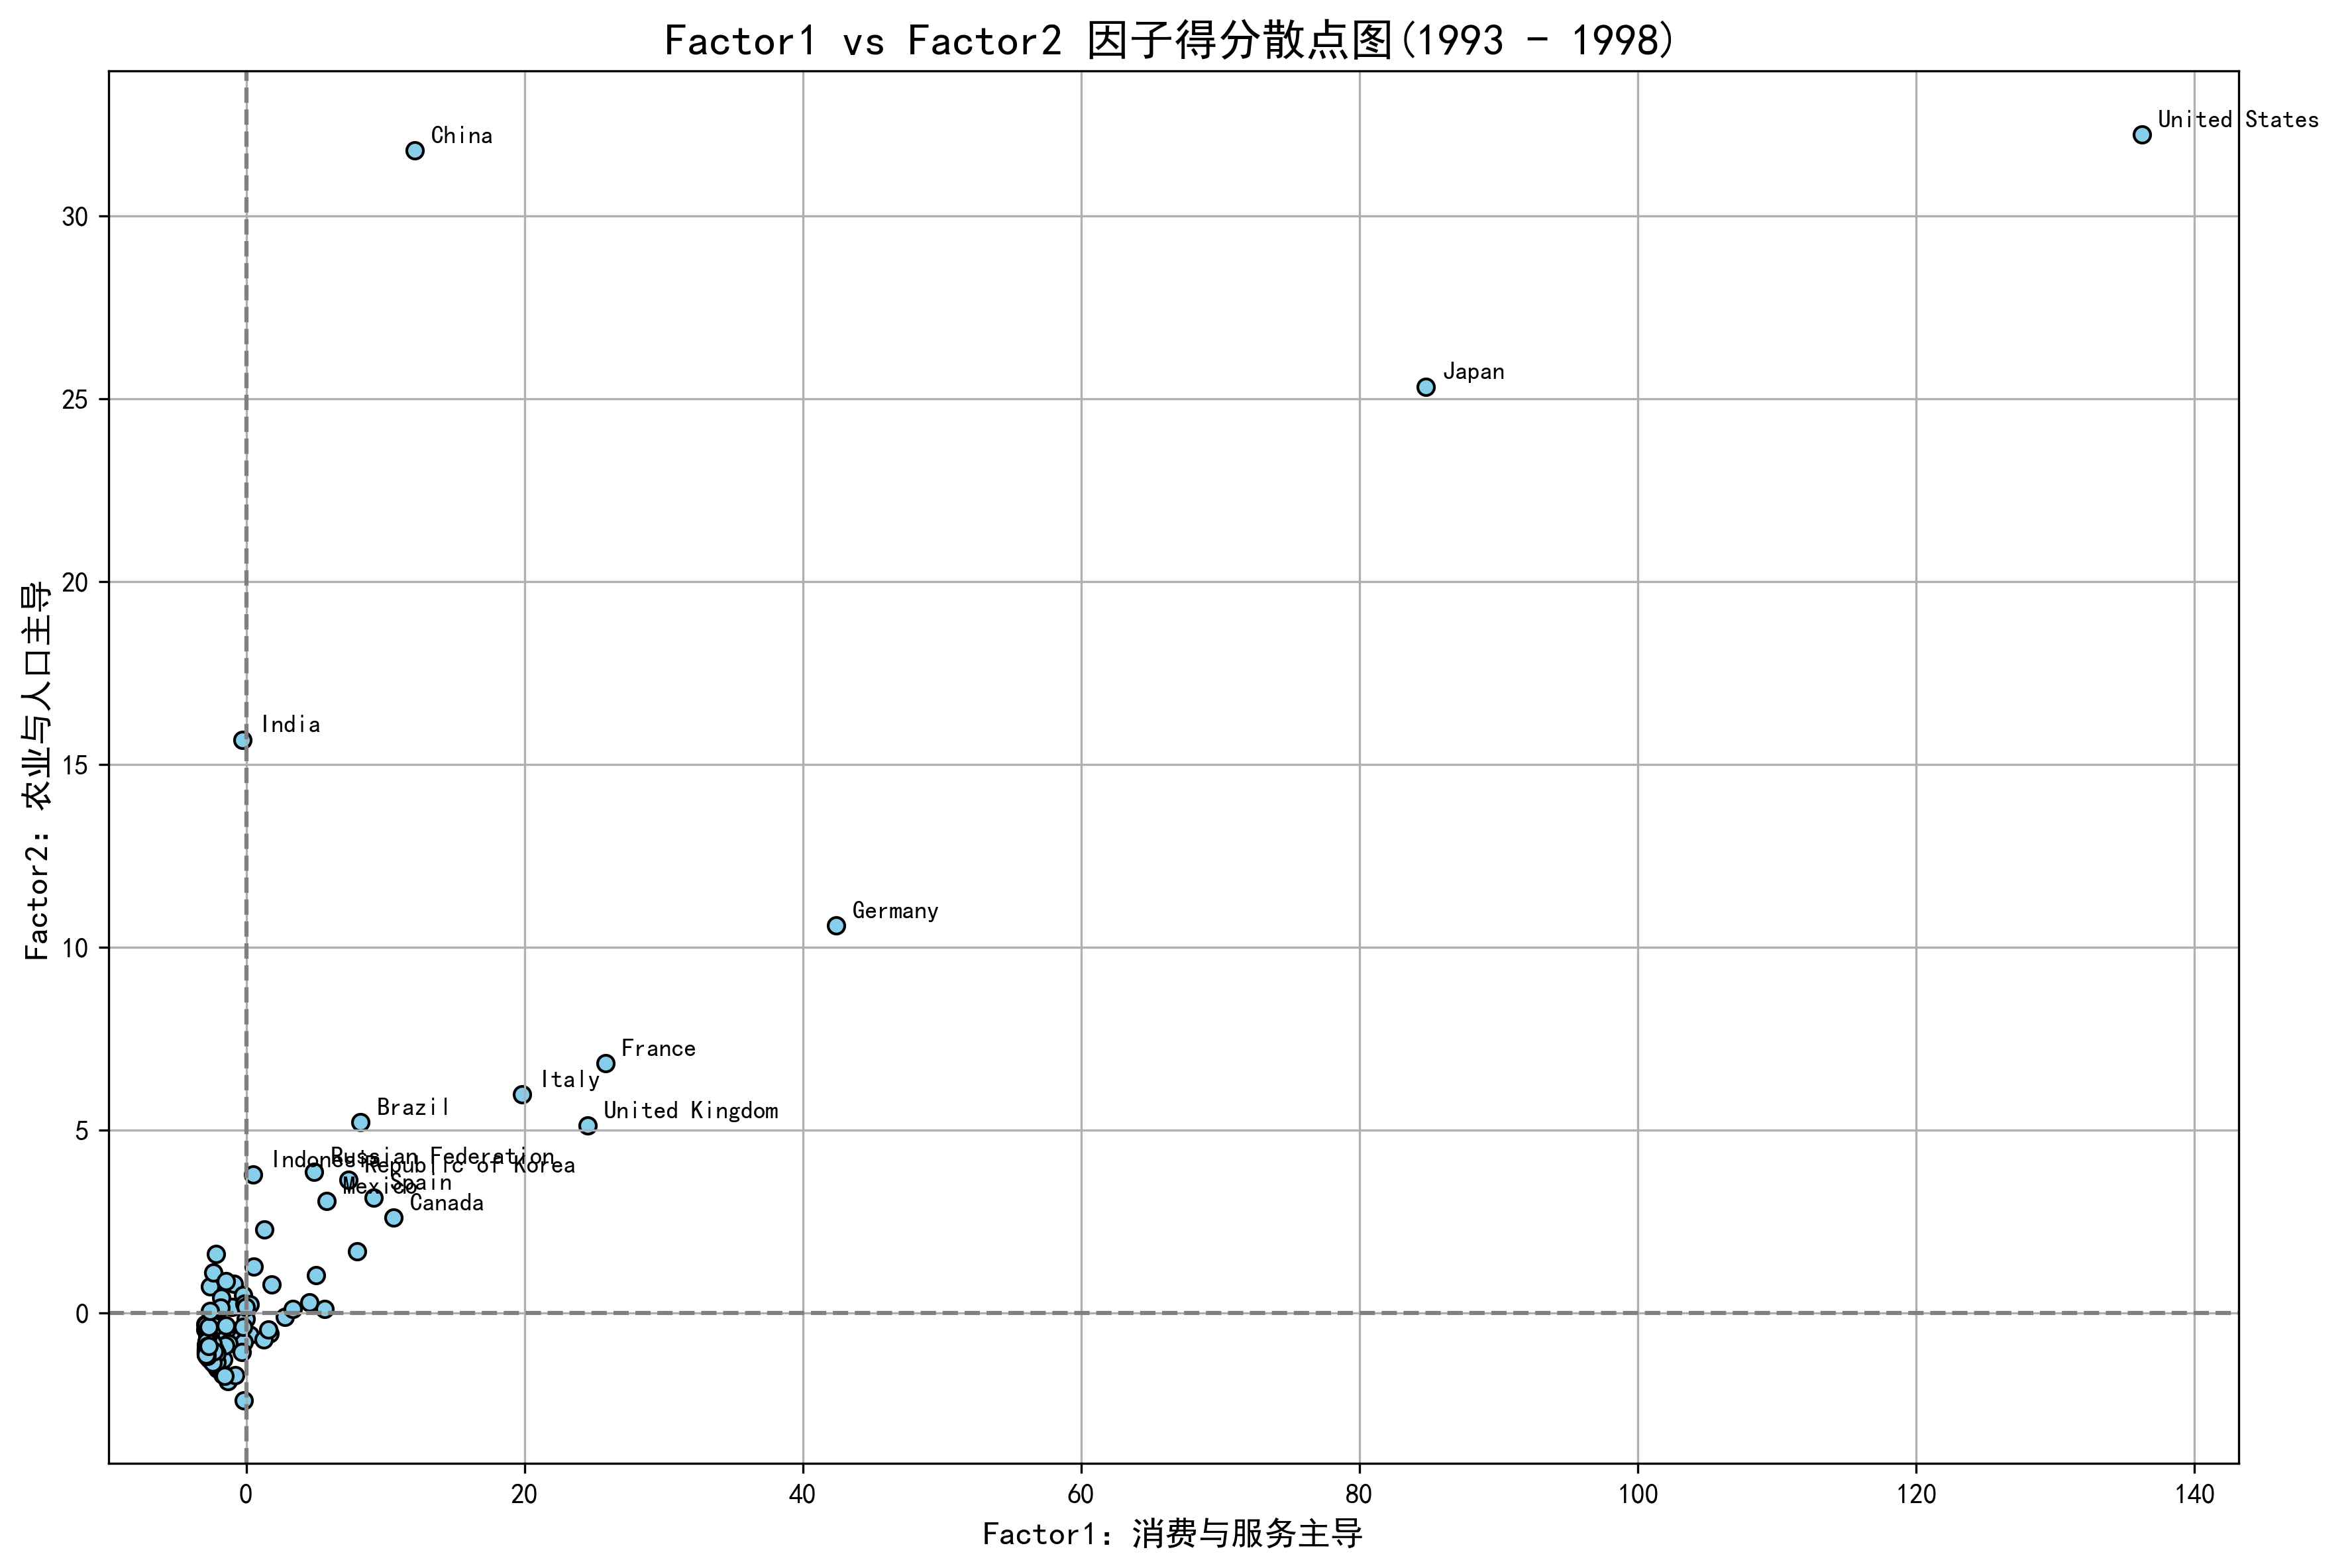 Factor1 vs Factor2 因子得分散点图(1993 - 1998)
United States
China
30
Japan
25
20
India
15
Germany
10
France
Italy
Brazil
United Kingdom
5
Russian Federation
Indonesia
Republic of Korea
Spain
Mexico
Canada
0
Factor2: 农业与人口主导
0 20 40 60 80 100 120 140
Factor1: 消费与服务主导